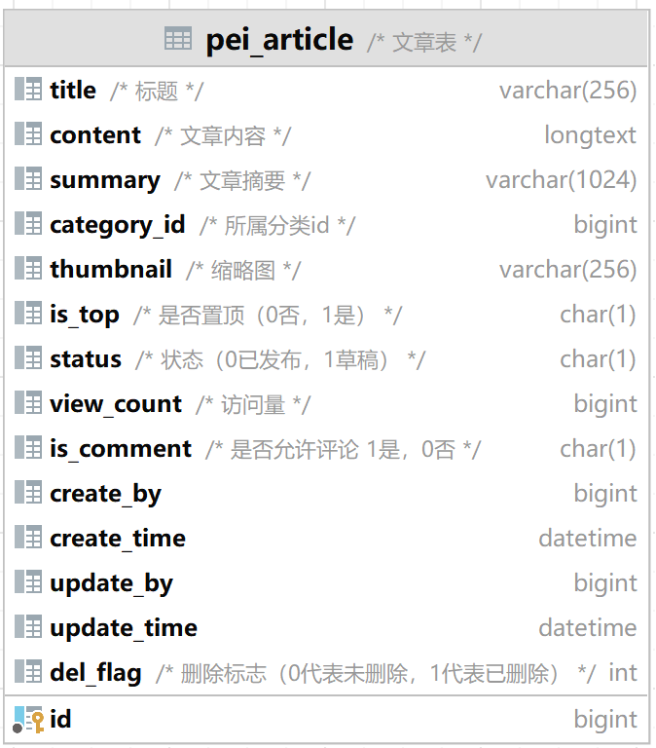 pei_article /* 文章表 */
title /* 标题 */ varchar(256)
content /* 文章内容 */ longtext
summary /* 文章摘要 */ varchar(1024)
category_id /* 所属分类id */ bigint
thumbnail /* 缩略图 */ varchar(256)
is_top /* 是否置顶（0否，1是） */ char(1)
status /* 状态（0已发布，1草稿） */ char(1)
view_count /* 访问量 */ bigint
is_comment /* 是否允许评论 1是，0否 */ char(1)
create_by bigint
create_time datetime
update_by bigint
update_time datetime
del_flag /* 删除标志（0代表未删除，1代表已删除） */ int
id bigint